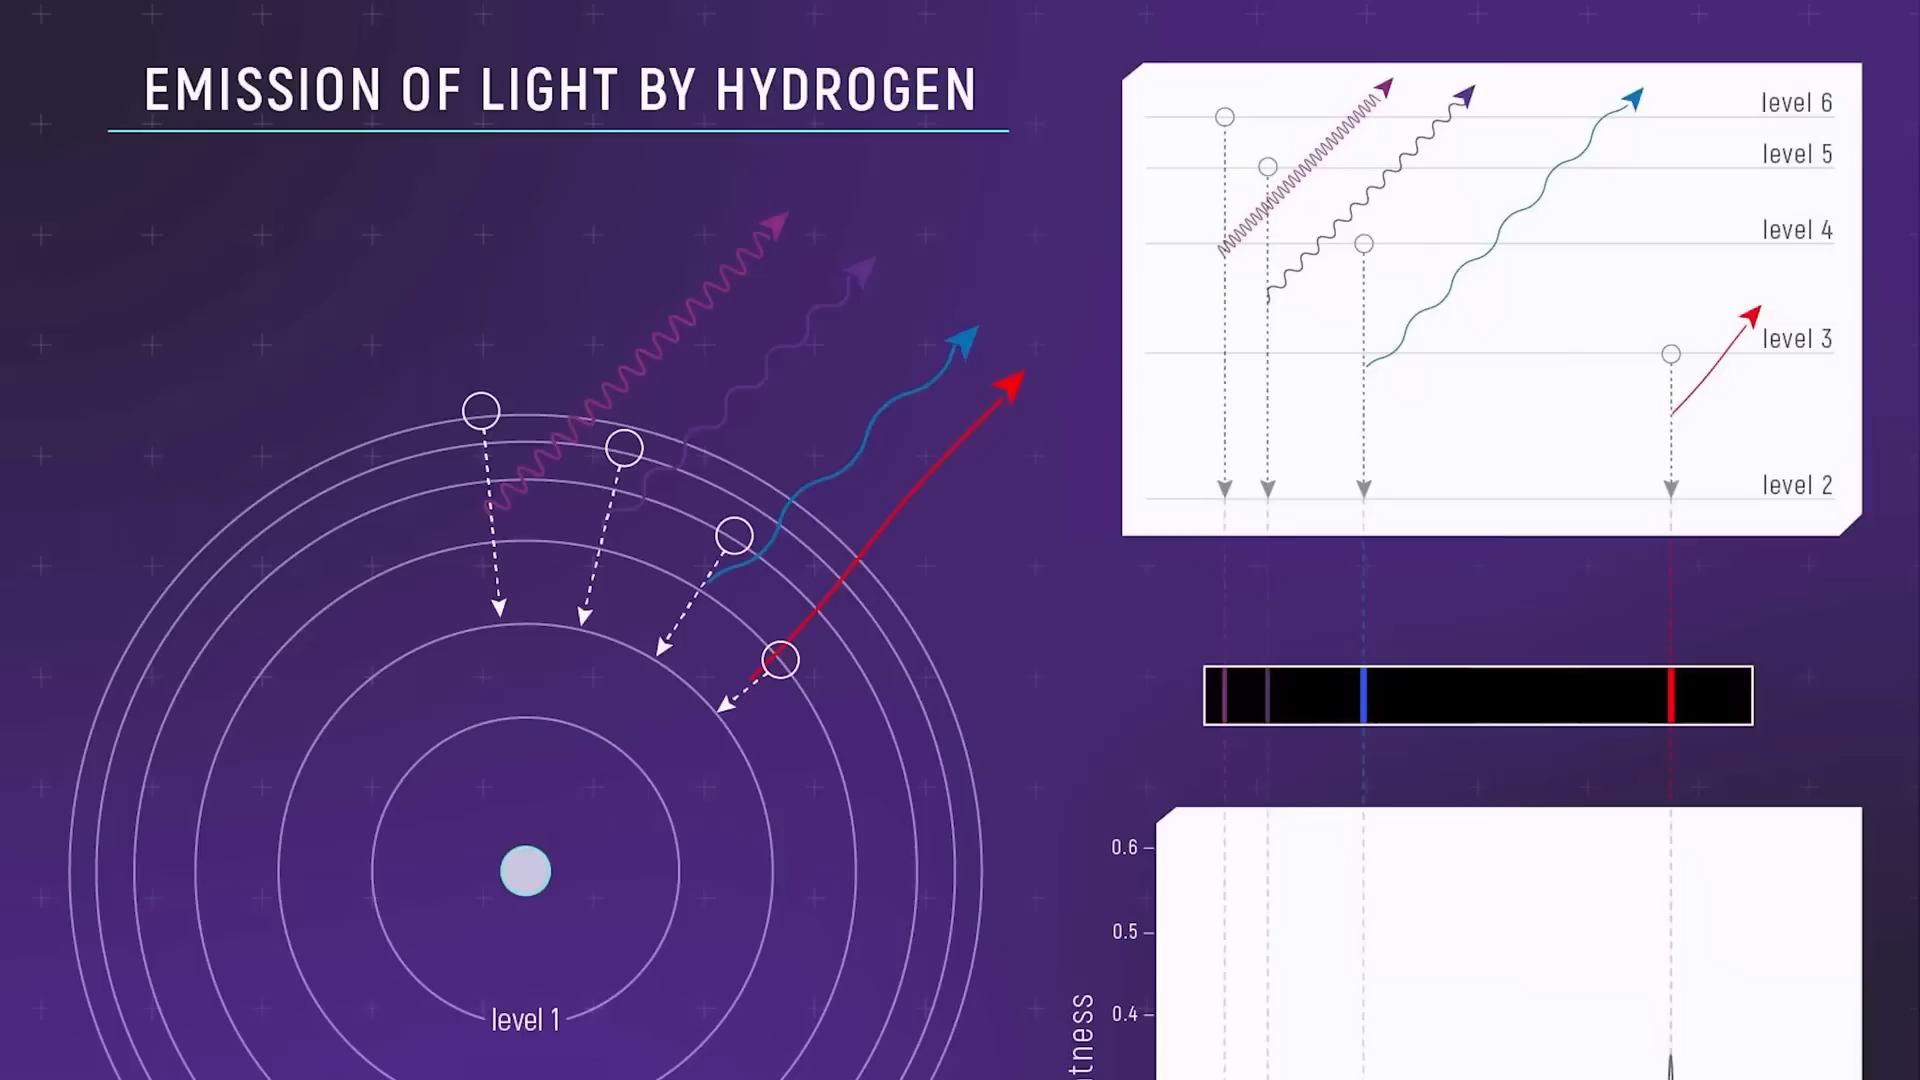 EMISSION OF LIGHT BY HYDROGEN
level 6
level 5
level 4
level 3
level 2
level 1
0.6
0.5
0.4